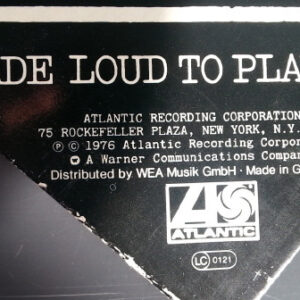 DE LOUD TO PLA
ATLANTIC RECORDING CORPORATION
75 ROCKEFELLER PLAZA, NEW YORK, N.Y.
Ⓟ © 1976 Atlantic Recording Corpor
A Warner Communications Compan
Distributed by WEA Musik GmbH · Made in G
ATLANTIC
LC 0121